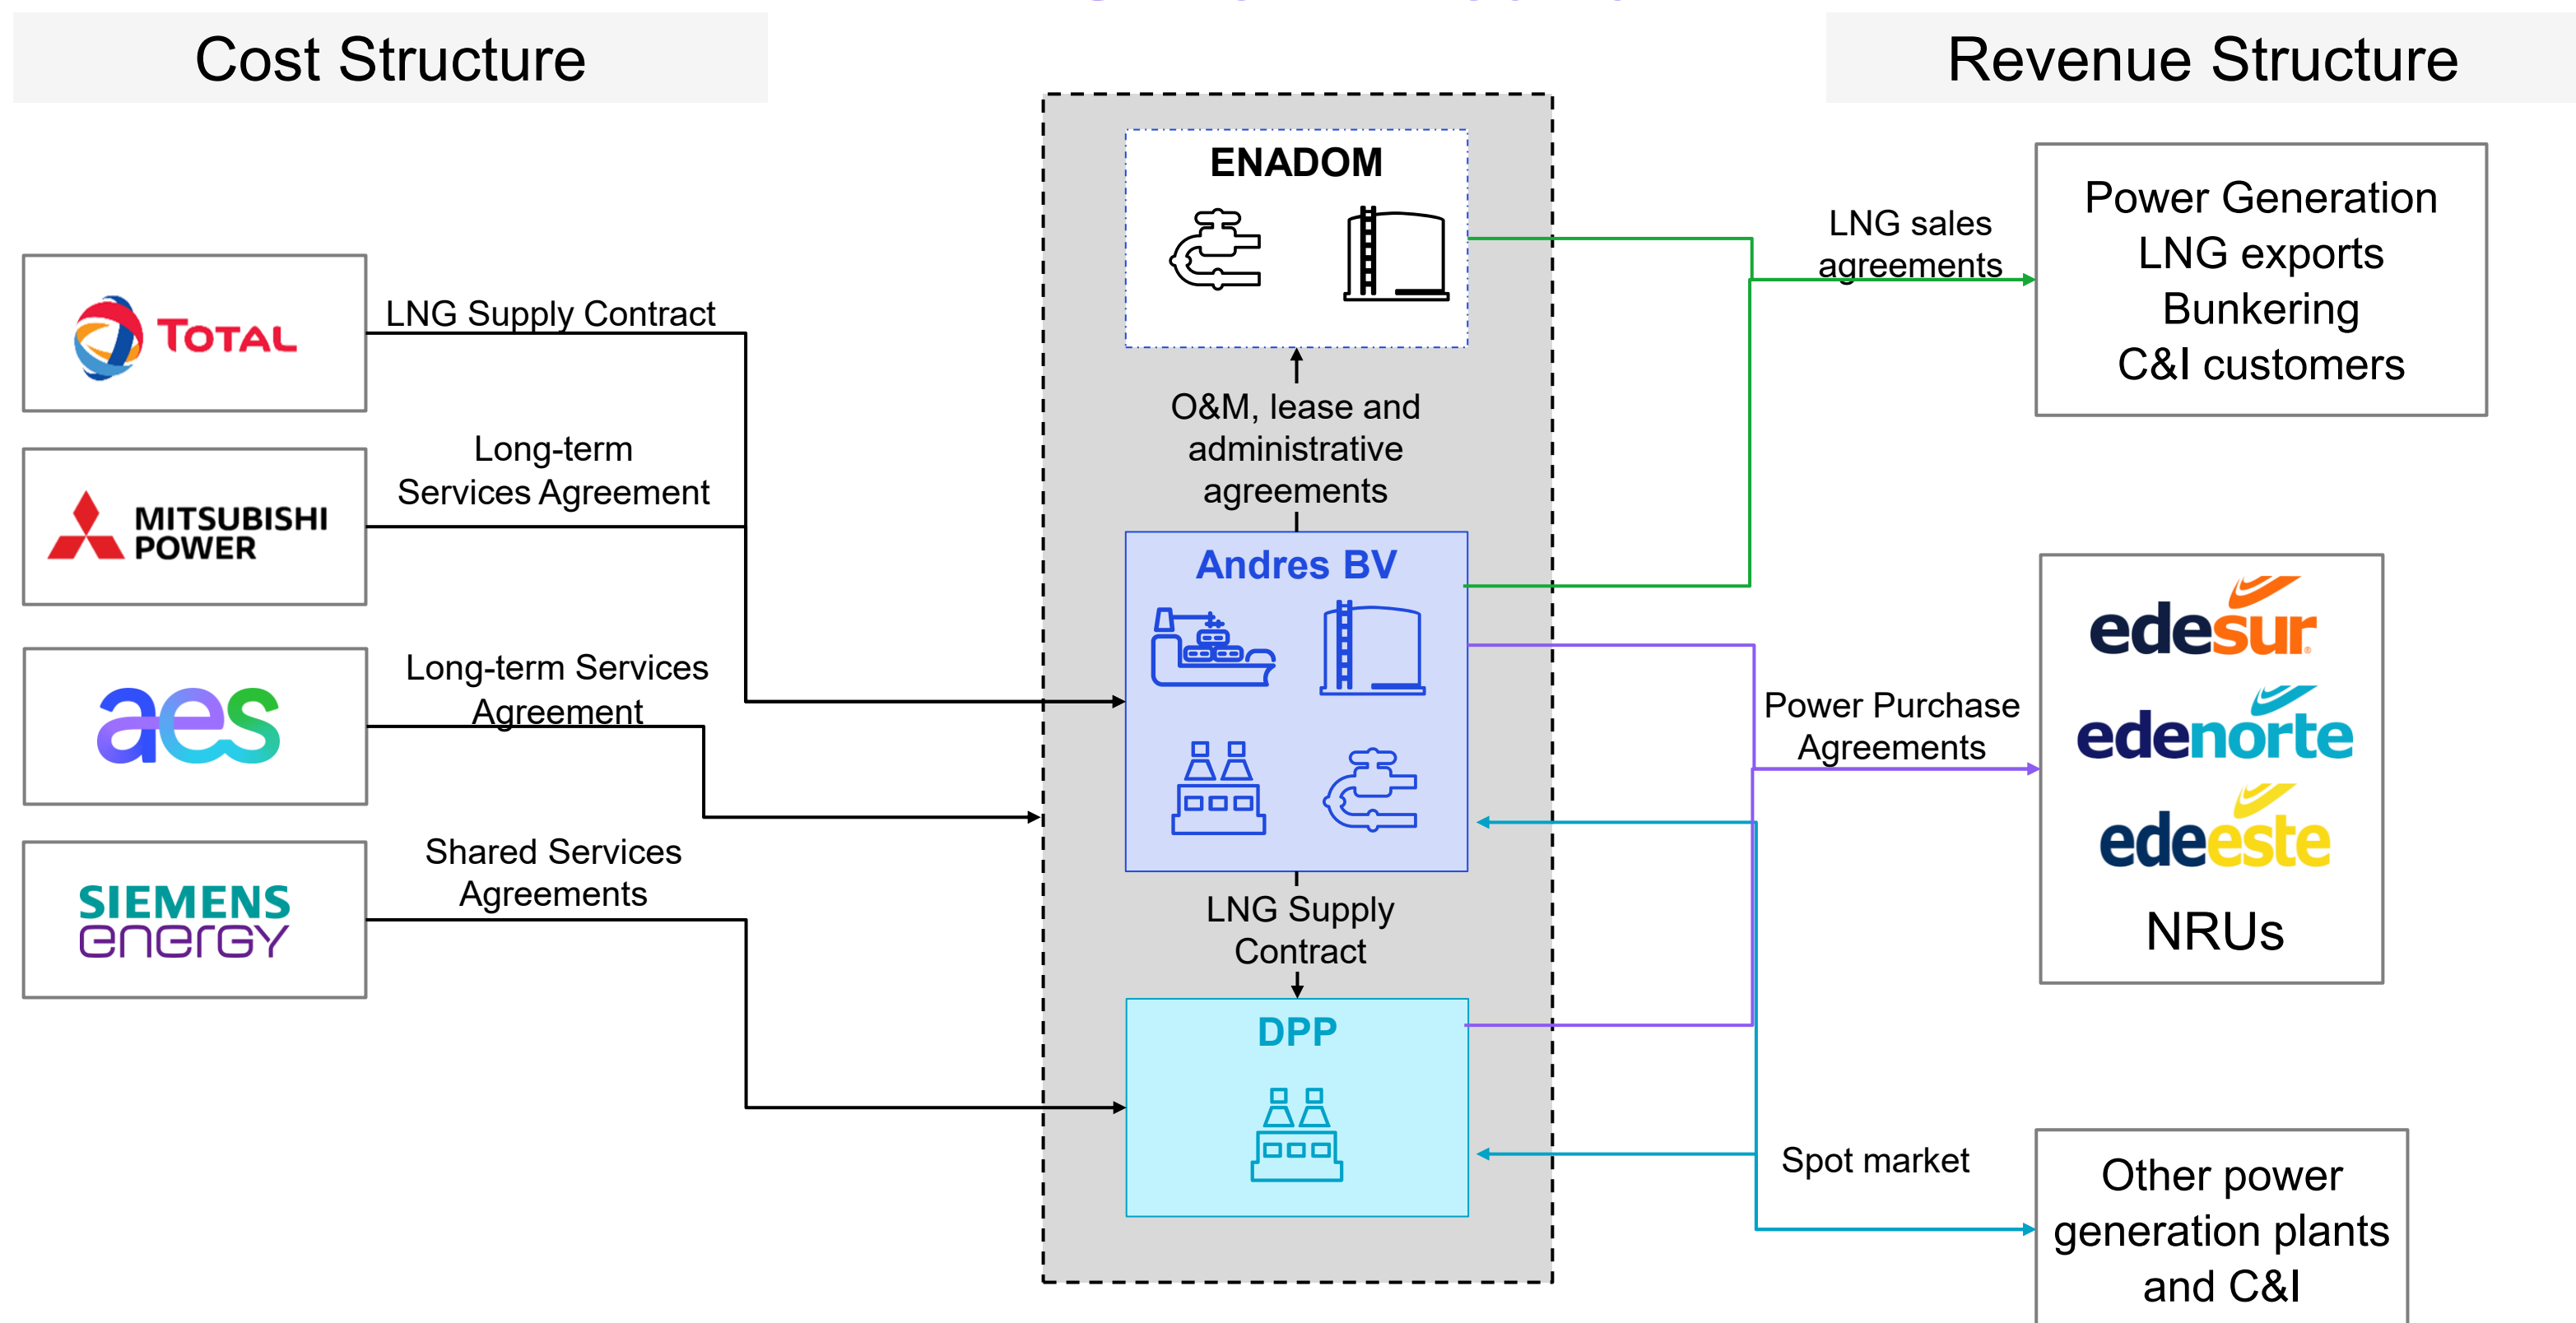 Cost Structure
Revenue Structure
TOTAL
LNG Supply Contract
MITSUBISHI
POWER
Long-term
Services Agreement
aes
Long-term Services
Agreement
SIEMENS
energy
Shared Services
Agreements
ENADOM
O&M, lease and
administrative
agreements
Andres BV
LNG Supply
Contract
DPP
LNG sales
agreements
Power Generation
LNG exports
Bunkering
C&I customers
Power Purchase
Agreements
edesur®
edenorte
edeeste
NRUs
Spot market
Other power
generation plants
and C&I